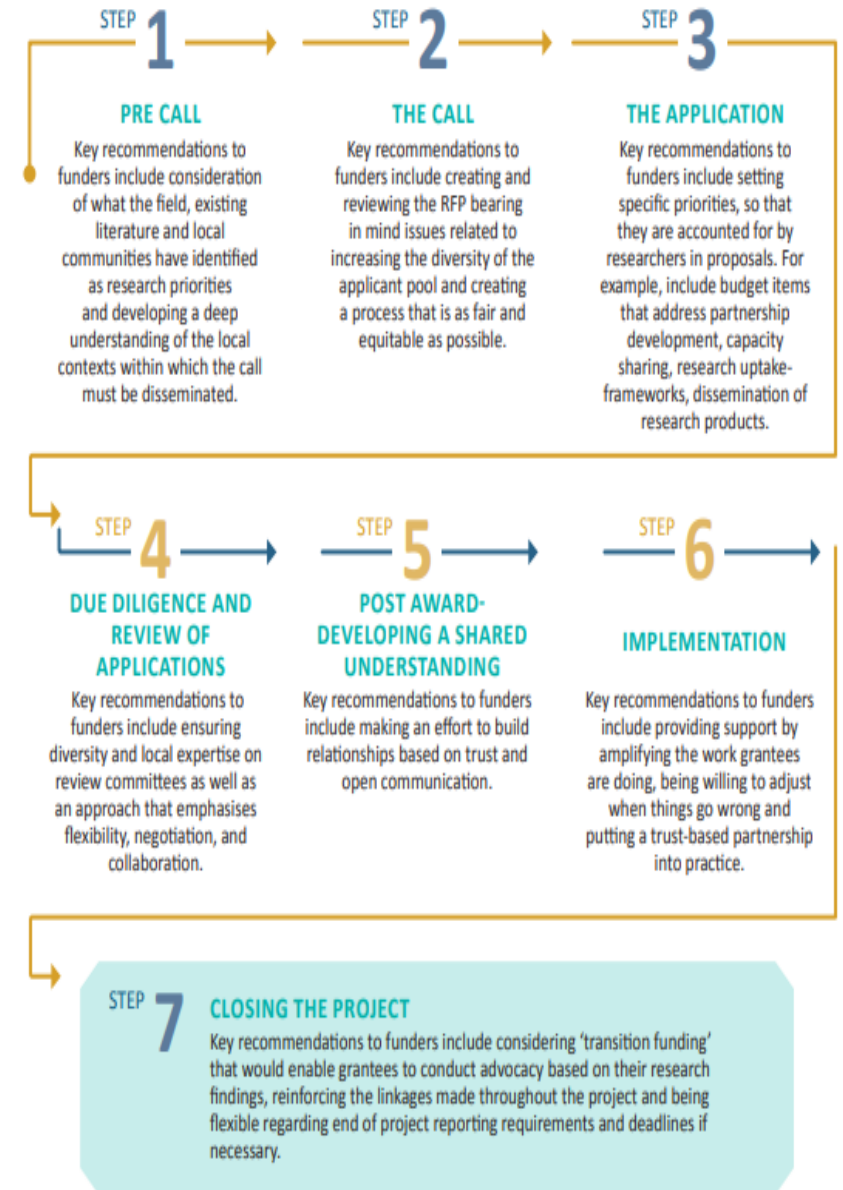 STEP 1
PRE CALL
Key recommendations to
funders include consideration
of what the field, existing
literature and local
communities have identified
as research priorities
and developing a deep
understanding of the local
contexts within which the call
must be disseminated.
STEP 2
THE CALL
Key recommendations to
funders include creating and
reviewing the RFP bearing
in mind issues related to
increasing the diversity of the
applicant pool and creating
a process that is as fair and
equitable as possible.
STEP 3
THE APPLICATION
Key recommendations to
funders include setting
specific priorities, so that
they are accounted for by
researchers in proposals. For
example, include budget items
that address partnership
development, capacity
sharing, research uptake-
frameworks, dissemination of
research products.
STEP 4
DUE DILIGENCE AND
REVIEW OF
APPLICATIONS
Key recommendations to
funders include ensuring
diversity and local expertise on
review committees as well as
an approach that emphasises
flexibility, negotiation, and
collaboration.
STEP 5
POST AWARD-
DEVELOPING A SHARED
UNDERSTANDING
Key recommendations to funders
include making an effort to build
relationships based on trust and
open communication.
STEP 6
IMPLEMENTATION
Key recommendations to funders
include providing support by
amplifying the work grantees
are doing, being willing to adjust
when things go wrong and
putting a trust-based partnership
into practice.
STEP 7
CLOSING THE PROJECT
Key recommendations to funders include considering ‘transition funding’
that would enable grantees to conduct advocacy based on their research
findings, reinforcing the linkages made throughout the project and being
flexible regarding end of project reporting requirements and deadlines if
necessary.